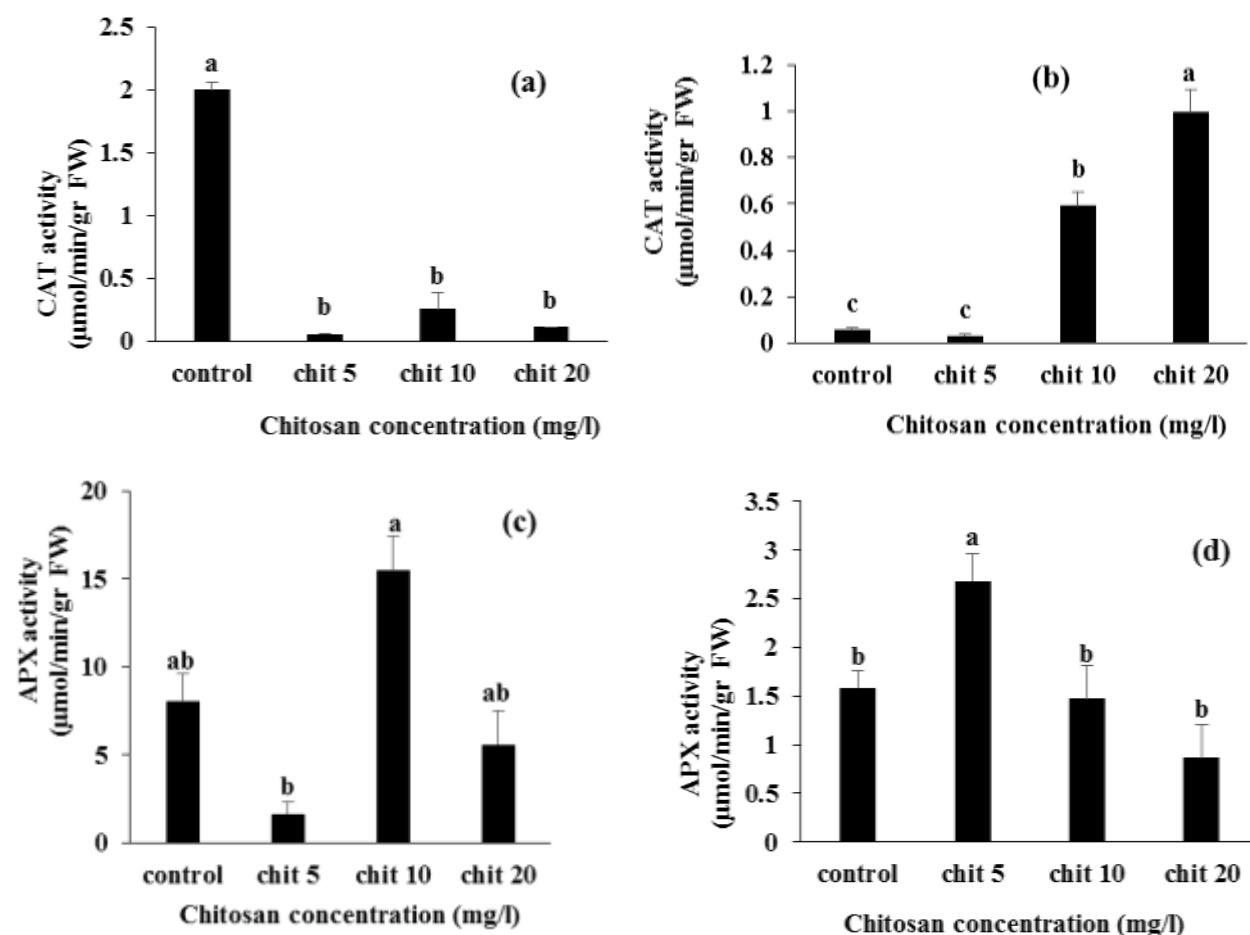 2.5
2
1.5
1
0.5
0
CAT activity
(µmol/min/gr FW)
a
b
b
b
(a)
control chit 5 chit 10 chit 20
Chitosan concentration (mg/l)
1.2
1
0.8
0.6
0.4
0.2
0
CAT activity
(µmol/min/gr FW)
c
c
b
a
(b)
control chit 5 chit 10 chit 20
Chitosan concentration (mg/l)
20
15
10
5
0
APX activity
(µmol/min/gr FW)
ab
b
a
ab
(c)
control chit 5 chit 10 chit 20
Chitosan concentration (mg/l)
3.5
3
2.5
2
1.5
1
0.5
0
APX activity
(µmol/min/gr FW)
b
a
b
b
(d)
control chit 5 chit 10 chit 20
Chitosan concentration (mg/l)